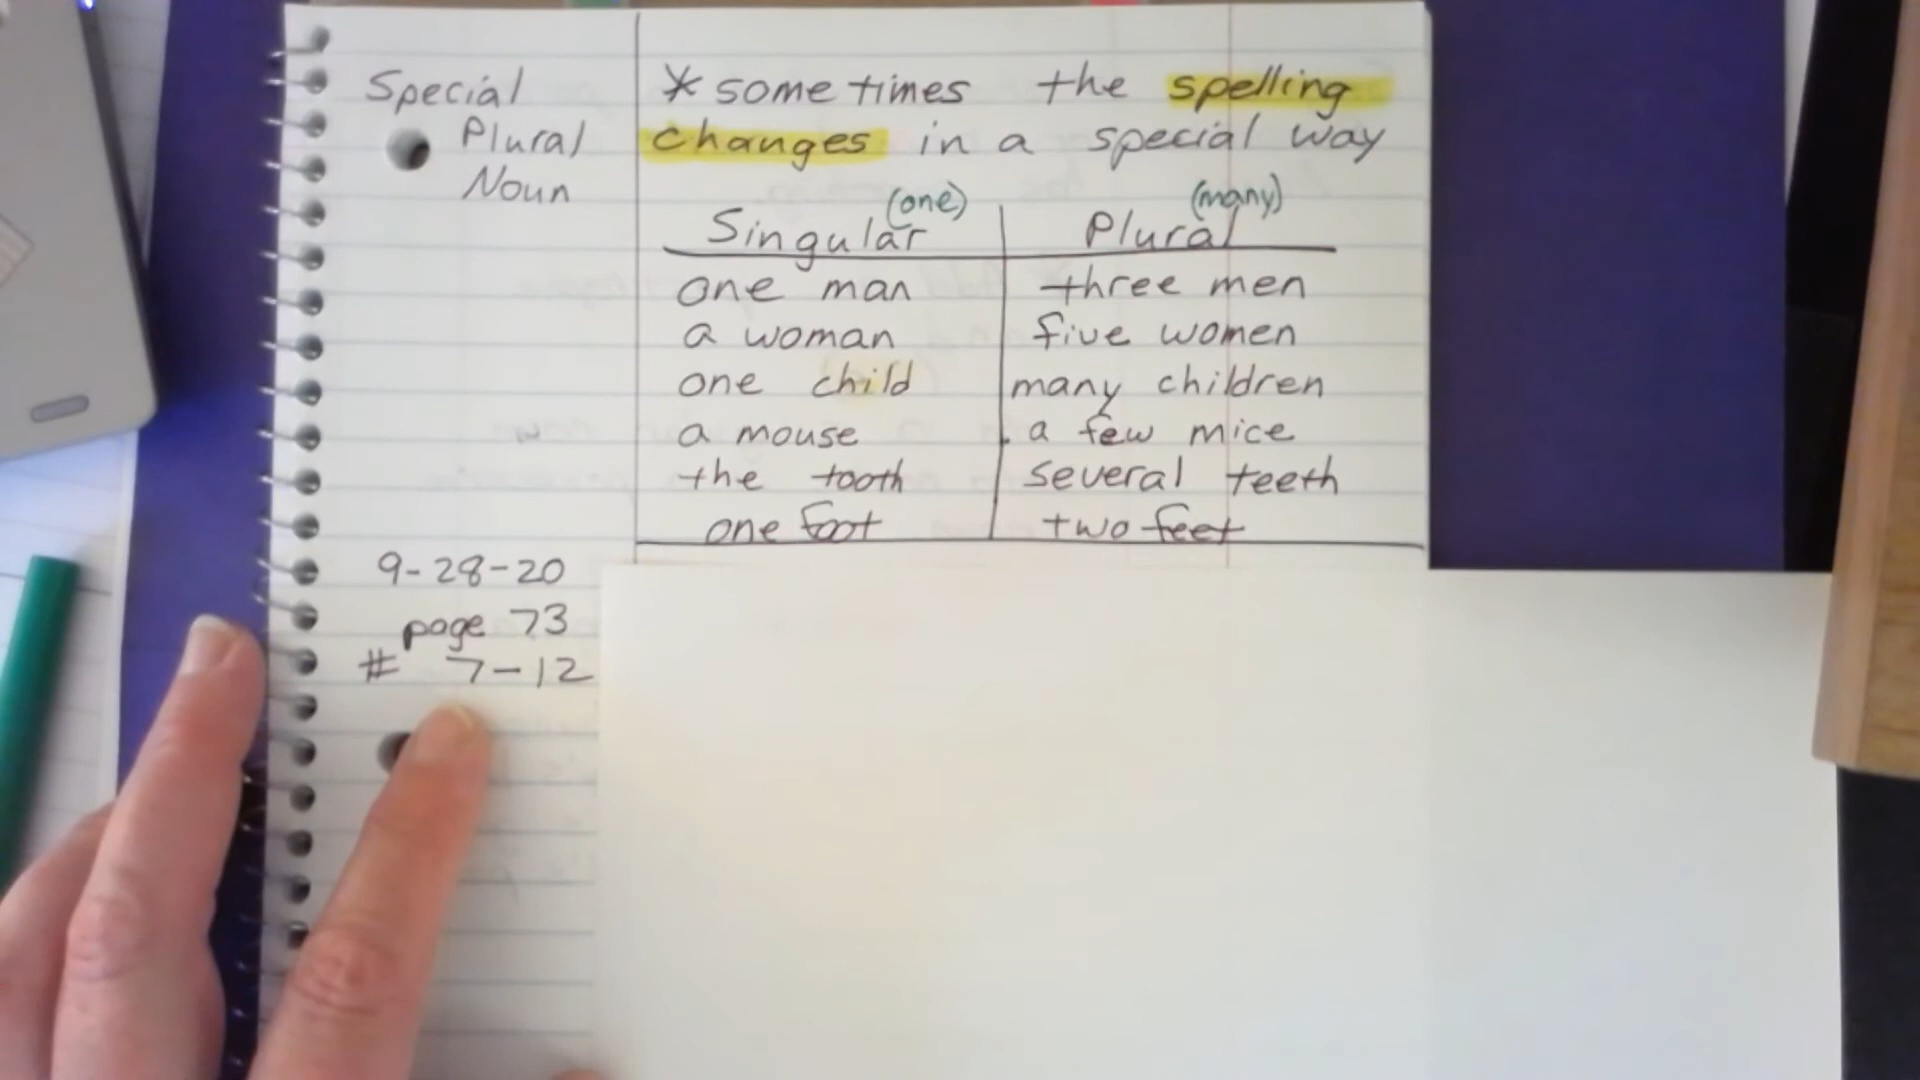 Special
Plural
Noun
* some times the spelling
changes in a special way
(one) (many)
Singular Plural
one man three men
a woman five women
one child many children
a mouse a few mice
the tooth several teeth
one foot two feet
9-28-20
page 73
# 7-12